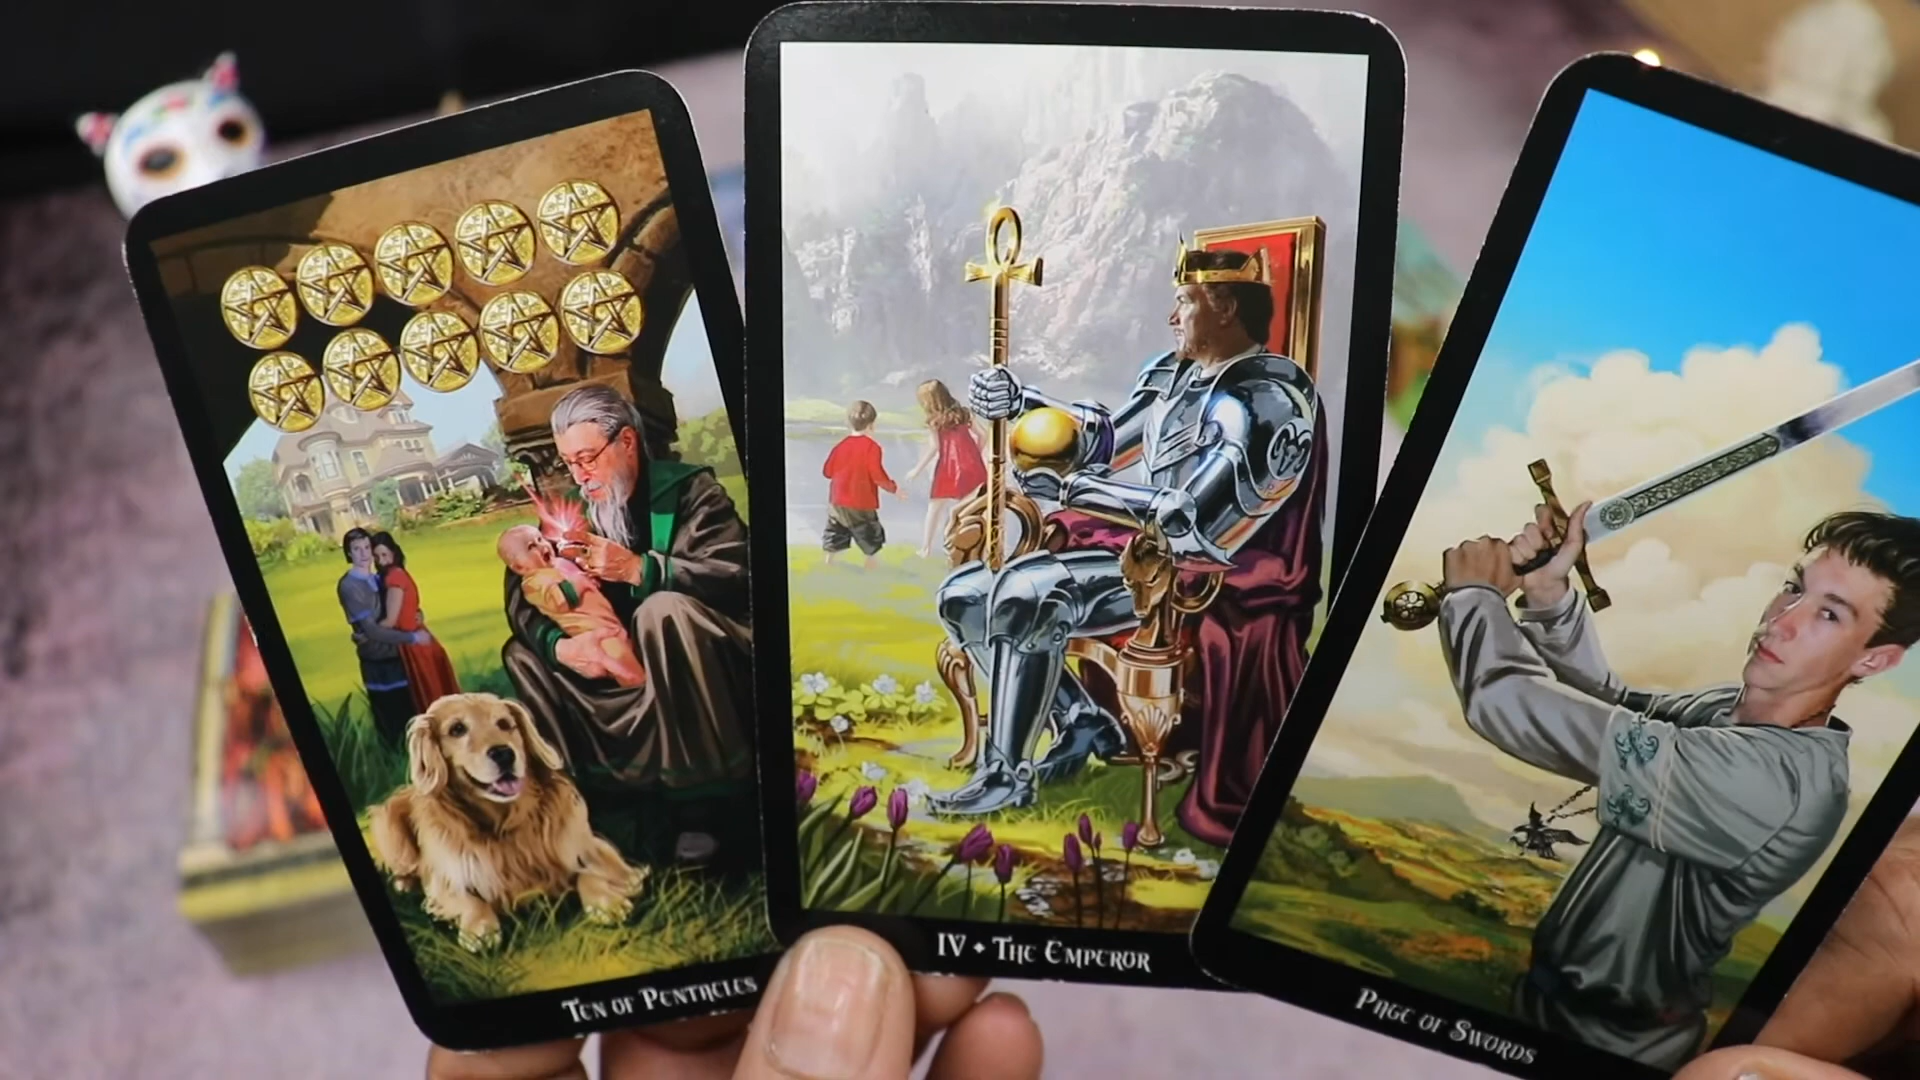 Ten of Pentacles
IV • The Emperor
Page of Swords